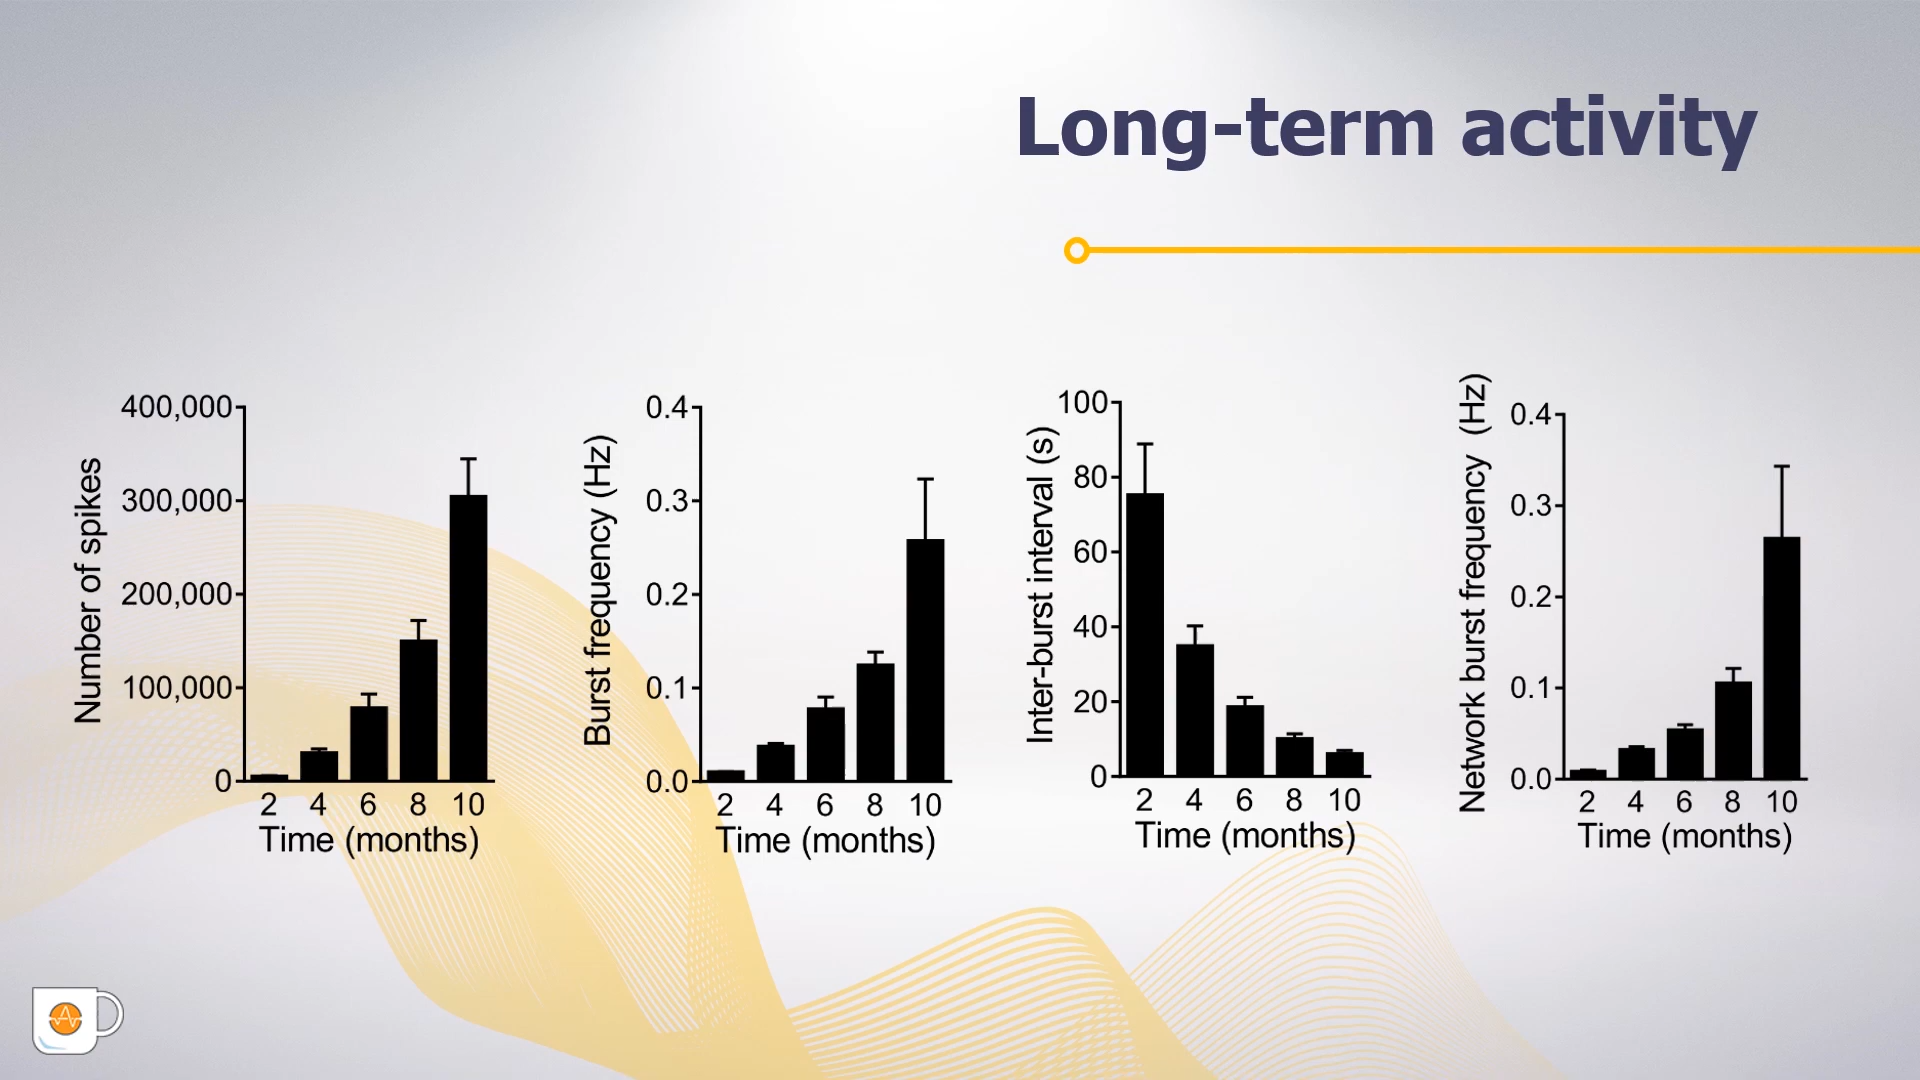 Long-term activity
Number of spikes
400,000
300,000
200,000
100,000
0
2 4 6 8 10
Time (months)
Burst frequency (Hz)
0.4
0.3
0.2
0.1
0.0
2 4 6 8 10
Time (months)
Inter-burst interval (s)
100
80
60
40
20
0
2 4 6 8 10
Time (months)
Network burst frequency (Hz)
0.4
0.3
0.2
0.1
0.0
2 4 6 8 10
Time (months)